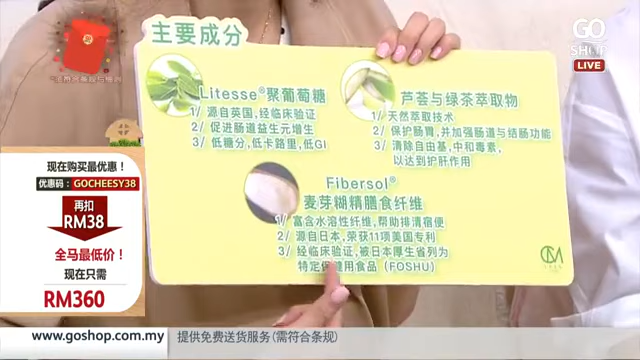 主要成分
GO
SHOP
LIVE
Litesse®聚葡萄糖
1/ 源自英国,经临床验证
2/ 促进肠道益生元增生
3/ 低糖分,低卡路里,低GI
芦荟与绿茶萃取物
1/ 天然萃取技术
2/ 保护肠胃,并加强肠道与结肠功能
3/ 清除自由基,中和毒素,
以达到护肝作用
Fibersol®
麦芽糊精膳食纤维
1/ 富含水溶性纤维,帮助排清宿便
2/ 源自日本,荣获11项美国专利
3/ 经临床验证,被日本厚生省列为
特定保健用食品（FOSHU）
现在购买最优惠！
优惠码：GOCHEESY38
再扣
RM38
全马最低价！
现在只需
RM360
www.goshop.com.my
提供免费送货服务(需符合条规)